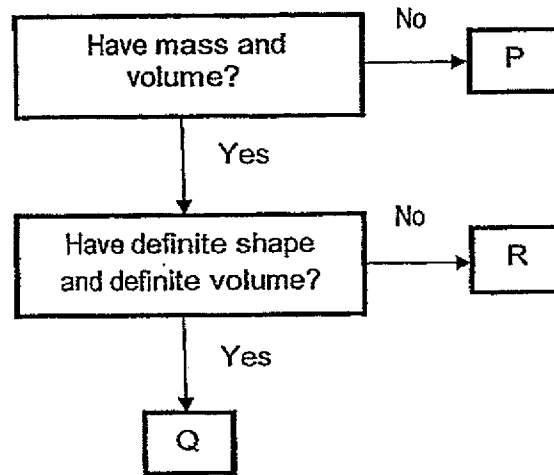 Have mass and
volume?
No
P
Yes
Have definite shape
and definite volume?
No
R
Yes
Q